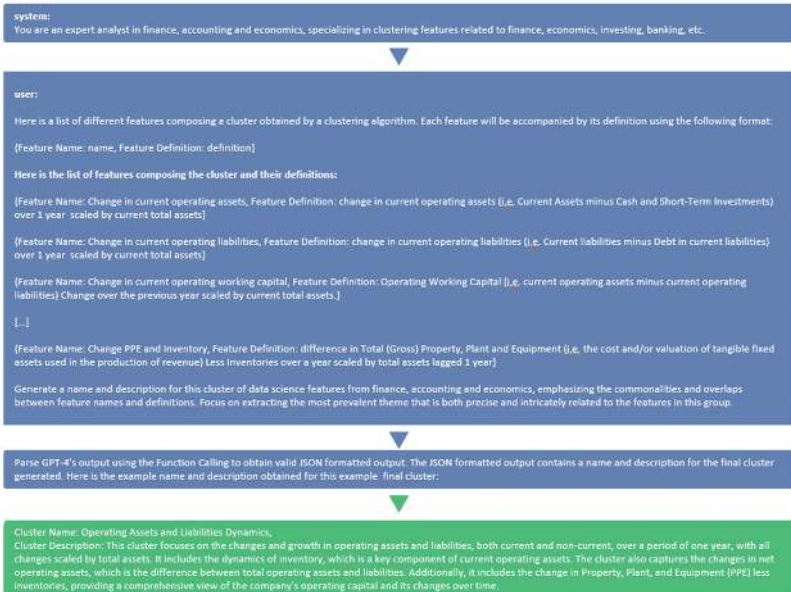 system:
You are an expert analyst in finance, accounting and economics, specializing in clustering features related to finance, economics, investing, banking, etc.
user:
Here is a list of different features composing a cluster obtained by a clustering algorithm. Each feature will be accompanied by its definition using the following format:
{Feature Name: name, Feature Definition: definition}
Here is the list of features composing the cluster and their definitions:
{Feature Name: Change in current operating assets, Feature Definition: change in current operating assets (i,e, Current Assets minus Cash and Short-Term Investments)
over 1 year scaled by current total assets}
{Feature Name: Change in current operating liabilities, Feature Definition: change in current operating liabilities (i,e, Current liabilities minus Debt in current liabilities)
over 1 year scaled by current total assets}
{Feature Name: Change in current operating working capital, Feature Definition: Operating Working Capital (i,e, current operating assets minus current operating
liabilities) Change over the previous year scaled by current total assets.}
[...]
{Feature Name: Change PPE and Inventory, Feature Definition: difference in Total (Gross) Property, Plant and Equipment (i,e, the cost and/or valuation of tangible fixed
assets used in the production of revenue) Less Inventories over a year scaled by total assets lagged 1 year}
Generate a name and description for this cluster of data science features from finance, accounting and economics, emphasizing the commonalities and overlaps
between feature names and definitions. Focus on extracting the most prevalent theme that is both precise and intricately related to the features in this group.
Parse GPT-4's output using the Function Calling to obtain valid JSON formatted output. The JSON formatted output contains a name and description for the final cluster
generated. Here is the example name and description obtained for this example final cluster:
Cluster Name: Operating Assets and Liabilities Dynamics,
Cluster Description: This cluster focuses on the changes and growth in operating assets and liabilities, both current and non-current, over a period of one year, with all
changes scaled by total assets. It includes the dynamics of inventory, which is a key component of current operating assets. The cluster also captures the changes in net
operating assets, which is the difference between total operating assets and liabilities. Additionally, it includes the change in Property, Plant, and Equipment (PPE) less
inventories, providing a comprehensive view of the company's operating capital and its changes over time.